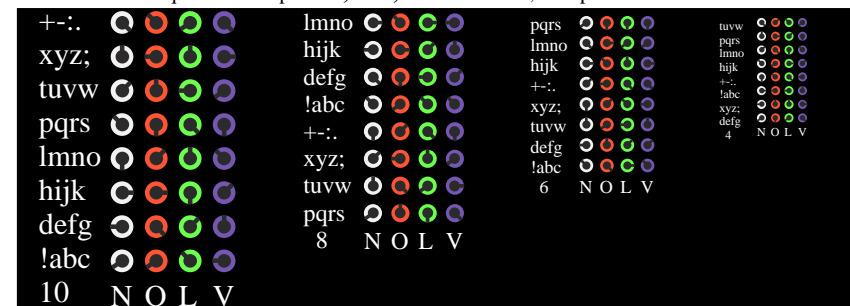 +-:.
xyz;
tuvw
pqrs
lmno
hijk
defg
!abc
10 N O L V
lmno
hijk
defg
!abc
+-:.
xyz;
tuvw
pqrs
8 N O L V
pqrs
lmno
hijk
+-:.
xyz;
tuvw
defg
!abc
6 N O L V
tuvw
pqrs
lmno
hijk
+-:.
!abc
xyz;
defg
4 N O L V